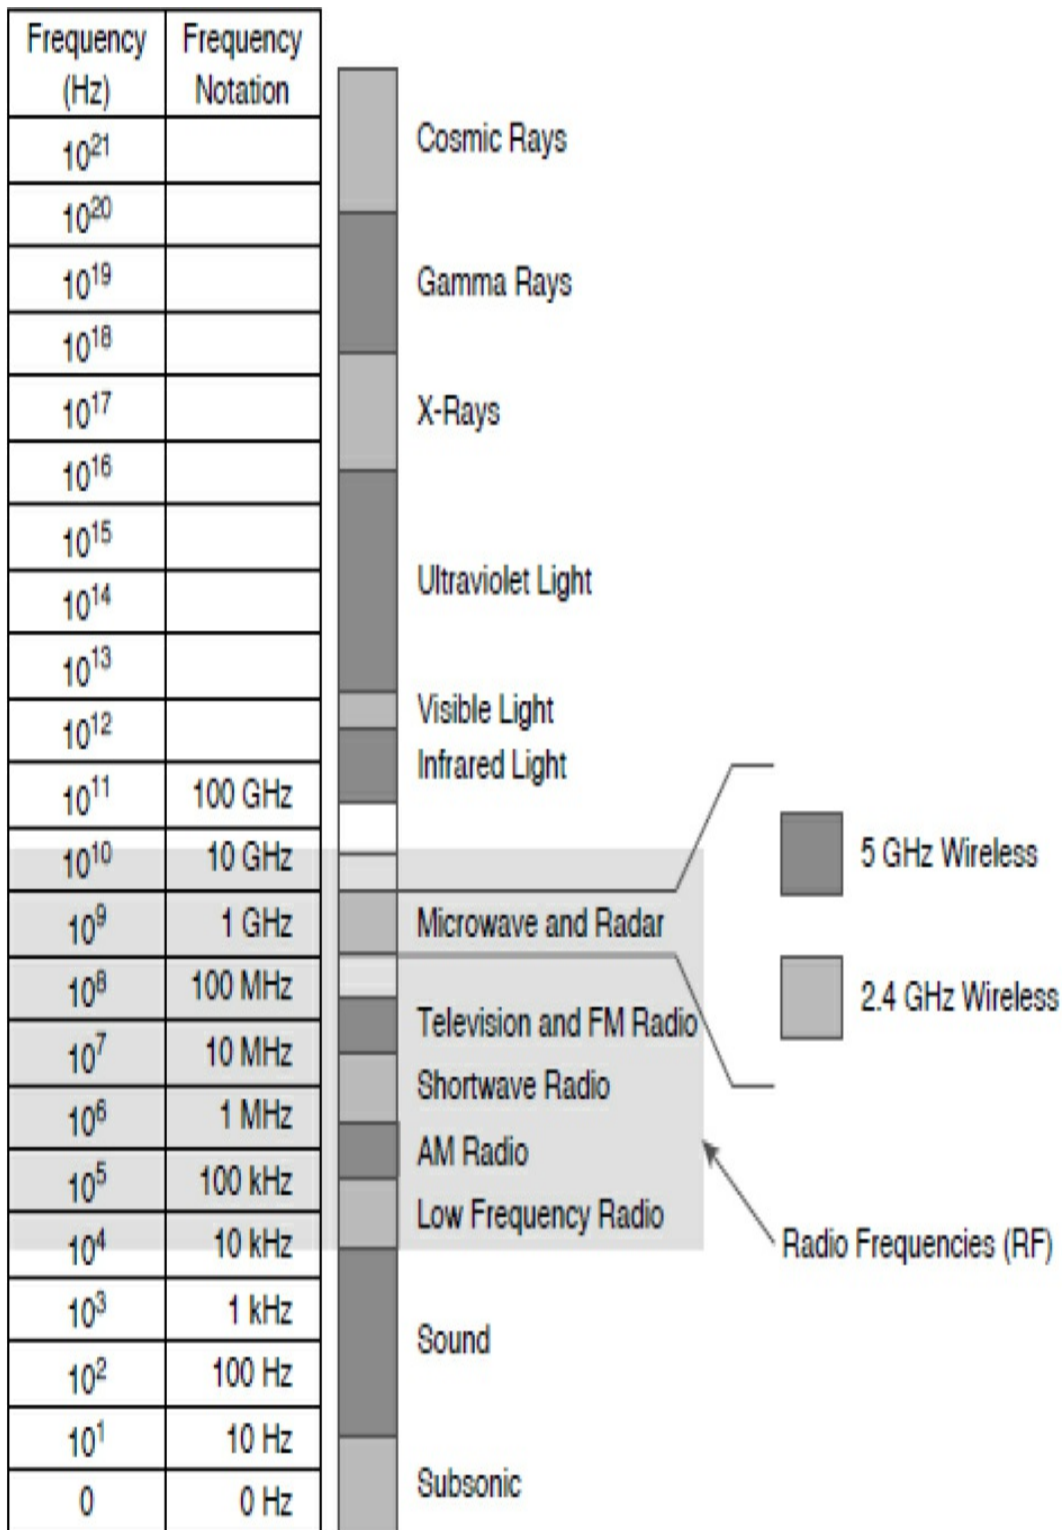 Frequency (Hz) Frequency Notation
10²¹
10²⁰
10¹⁹
10¹⁸
10¹⁷
10¹⁶
10¹⁵
10¹⁴
10¹³
10¹²
10¹¹ 100 GHz
10¹⁰ 10 GHz
10⁹ 1 GHz
10⁸ 100 MHz
10⁷ 10 MHz
10⁶ 1 MHz
10⁵ 100 kHz
10⁴ 10 kHz
10³ 1 kHz
10² 100 Hz
10¹ 10 Hz
0 0 Hz
Cosmic Rays
Gamma Rays
X-Rays
Ultraviolet Light
Visible Light
Infrared Light
Microwave and Radar
Television and FM Radio
Shortwave Radio
AM Radio
Low Frequency Radio
Sound
Subsonic
5 GHz Wireless
2.4 GHz Wireless
Radio Frequencies (RF)